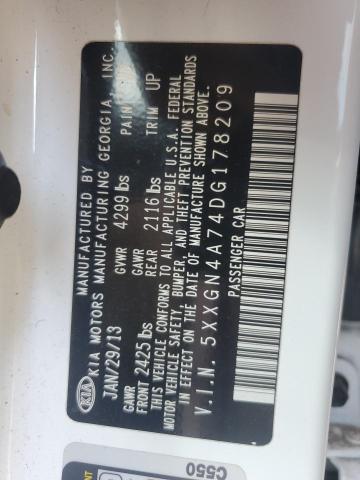 MANUFACTURED BY
KIA KIA MOTORS MANUFACTURING GEORGIA, INC.
JAN/29/13 GVWR 4299 lbs PAINT
GAWR FRONT 2425 lbs GAWR REAR 2116 lbs TRIM UP
THIS VEHICLE CONFORMS TO ALL APPLICABLE U.S.A. FEDERAL
MOTOR VEHICLE SAFETY, BUMPER, AND THEFT PREVENTION STANDARDS
IN EFFECT ON THE DATE OF MANUFACTURE SHOWN ABOVE.
V.I.N. 5XXGN4A74DG178209
PASSENGER CAR
C550